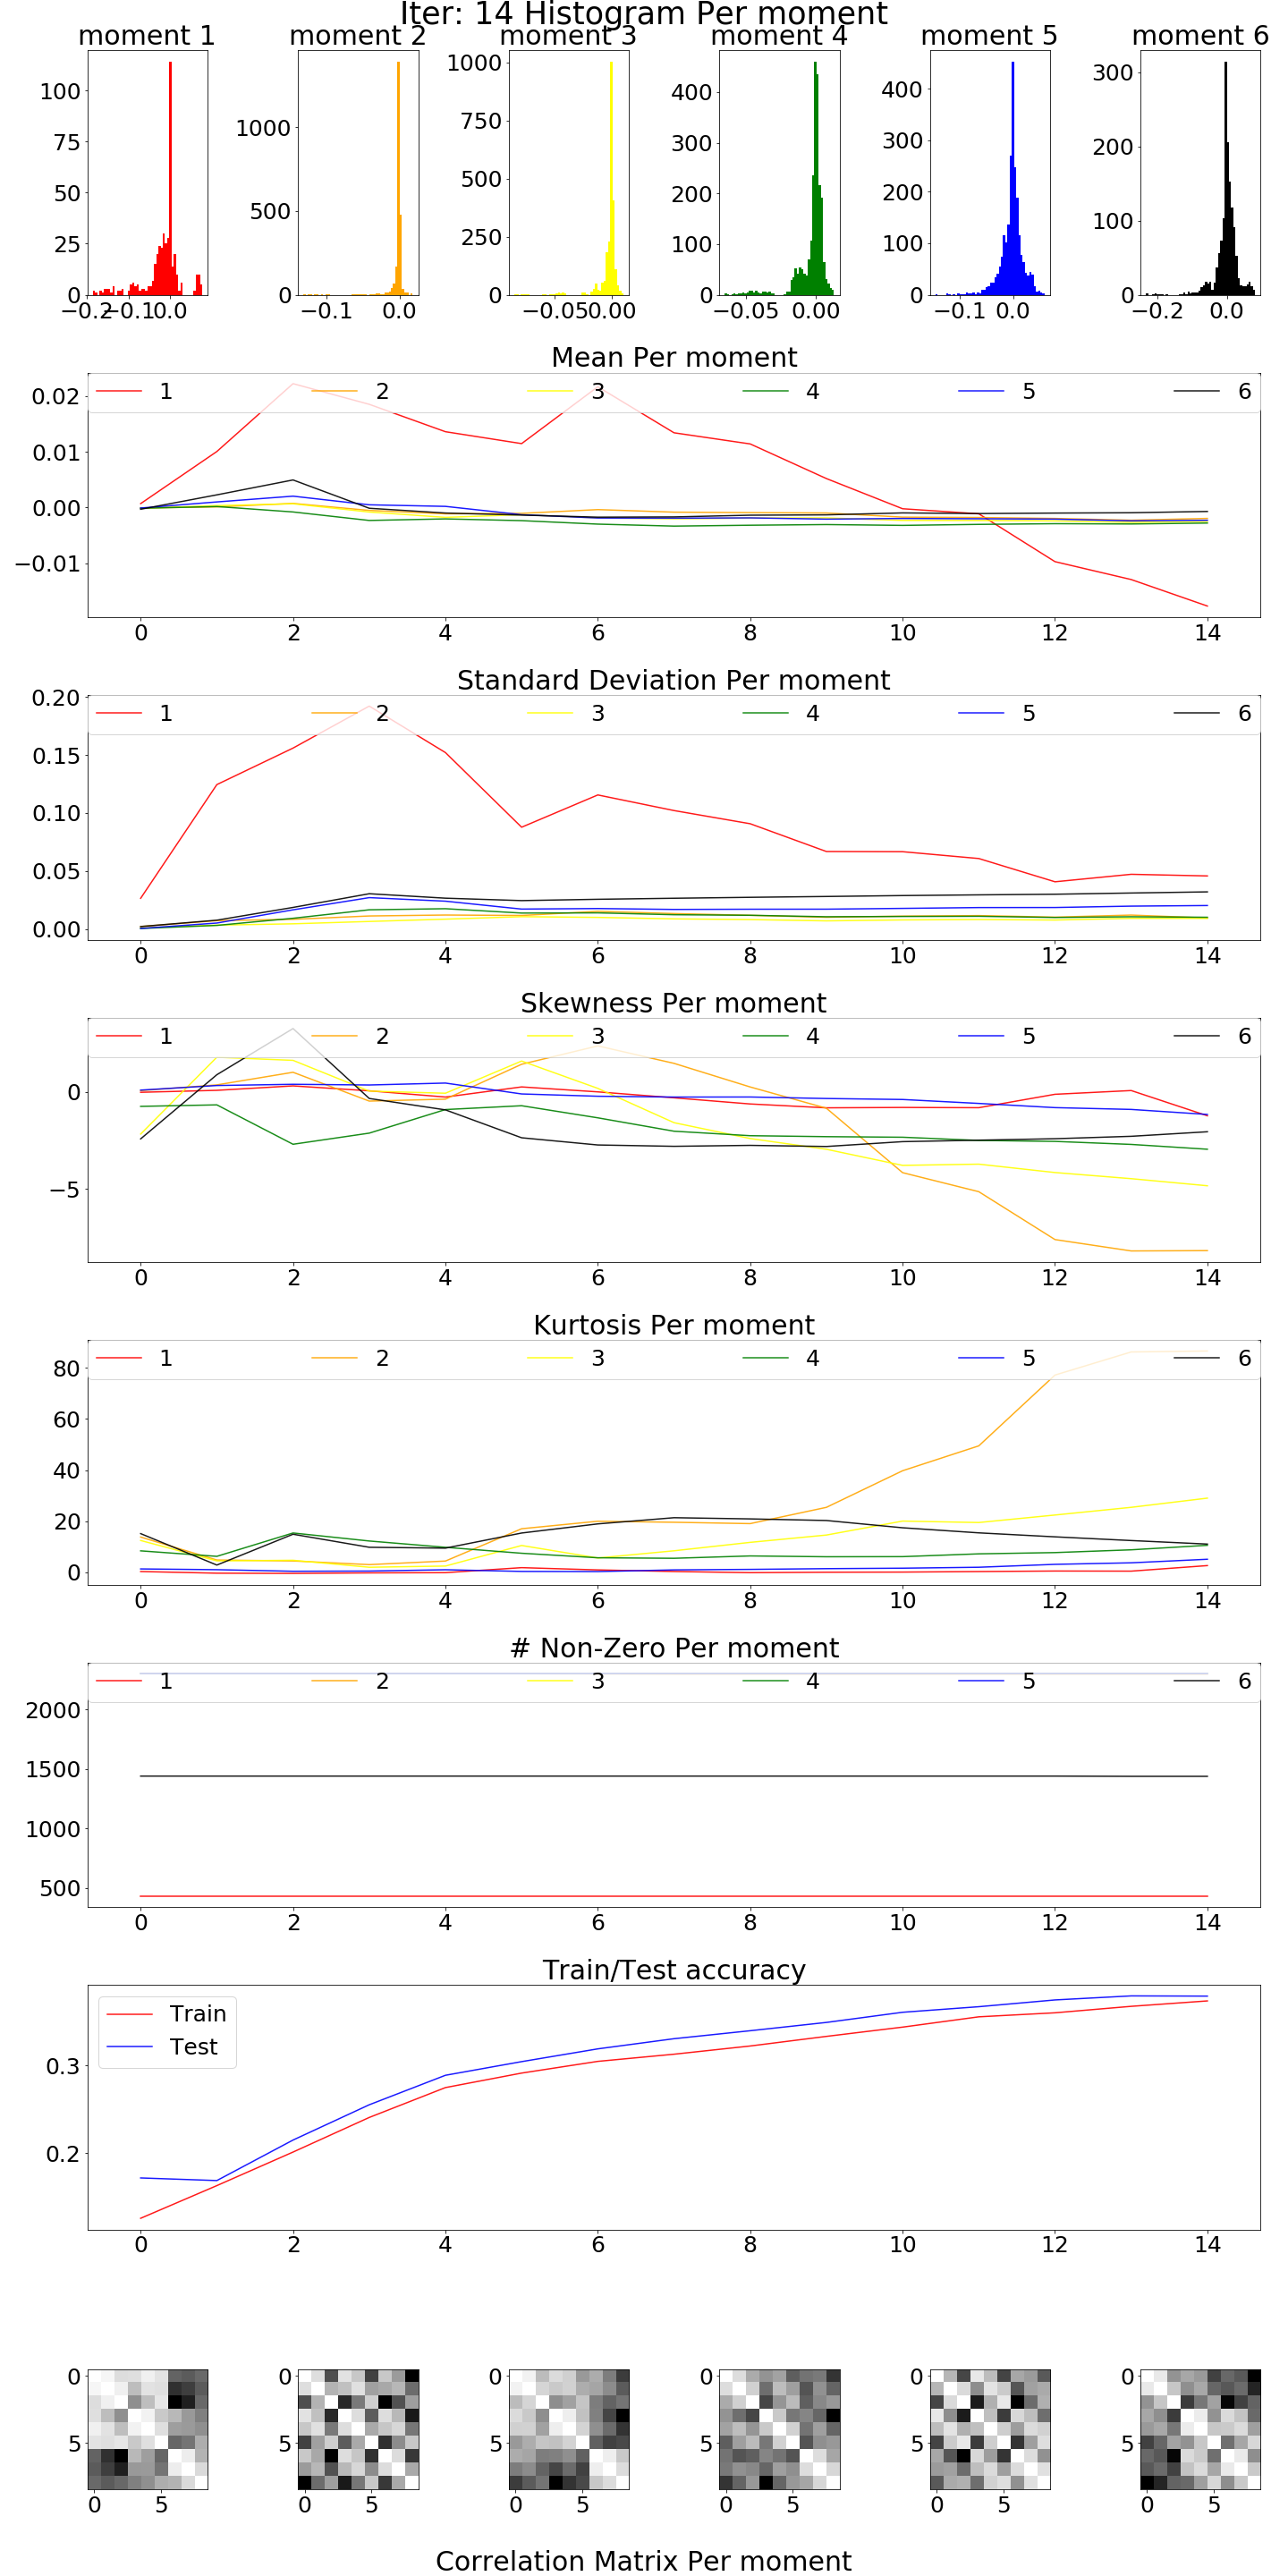 Iter: 14 Histogram Per moment
moment 1 moment 2 moment 3 moment 4 moment 5 moment 6
100 75 50 25 0
−0.2 −0.1 0.0
1000 500 0
−0.1 0.0
1000 750 500 250 0
−0.05 0.00
400 300 200 100 0
−0.05 0.00
400 300 200 100 0
−0.1 0.0
300 200 100 0
−0.2 0.0
Mean Per moment
1 2 3 4 5 6
0.02
0.01
0.00
−0.01
0 2 4 6 8 10 12 14
Standard Deviation Per moment
1 2 3 4 5 6
0.20
0.15
0.10
0.05
0.00
0 2 4 6 8 10 12 14
Skewness Per moment
1 2 3 4 5 6
0
−5
0 2 4 6 8 10 12 14
Kurtosis Per moment
1 2 3 4 5 6
80
60
40
20
0
0 2 4 6 8 10 12 14
# Non-Zero Per moment
1 2 3 4 5 6
2000
1500
1000
500
0 2 4 6 8 10 12 14
Train/Test accuracy
Train
Test
0.3
0.2
0 2 4 6 8 10 12 14
0 0 0 0 0 0
5 5 5 5 5 5
0 5 0 5 0 5 0 5 0 5 0 5
Correlation Matrix Per moment